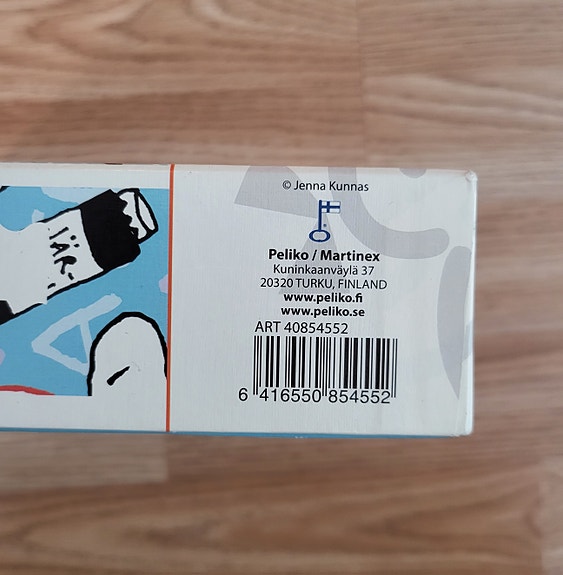 JÄR-
© Jenna Kunnas
Peliko / Martinex
Kuninkaanväylä 37
20320 TURKU, FINLAND
www.peliko.fi
www.peliko.se
ART 40854552
6 416550 854552